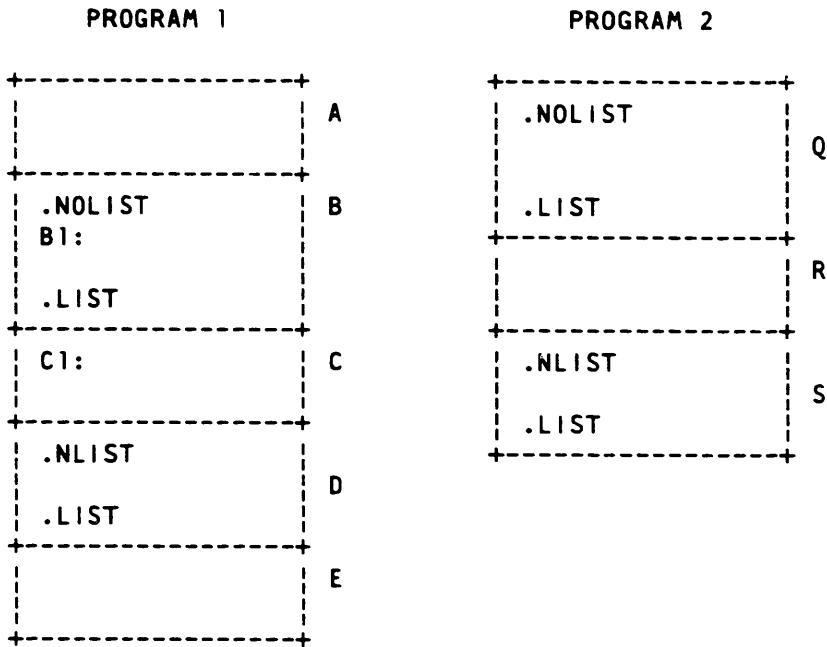 PROGRAM 1
A
.NOLIST
B
B1:
.LIST
C1:
C
.NLIST
D
.LIST
E
PROGRAM 2
.NOLIST
Q
.LIST
R
.NLIST
S
.LIST